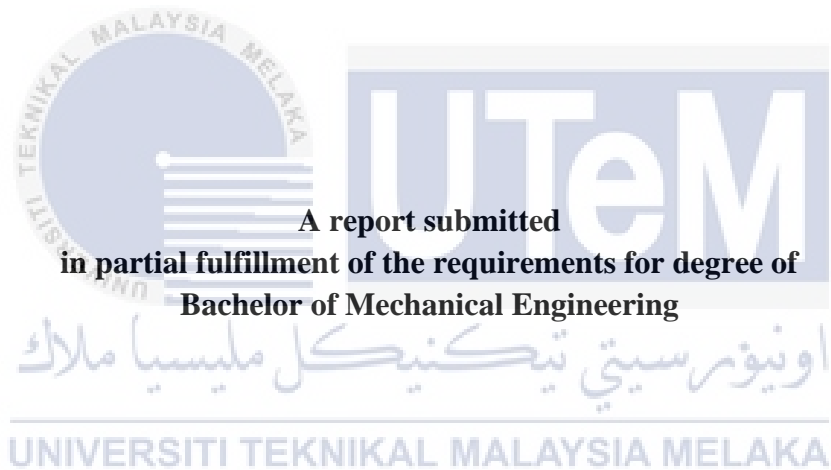 UNIVERSITI TEKNIKAL MALAYSIA MELAKA
UTeM
A report submitted
in partial fulfillment of the requirements for degree of
Bachelor of Mechanical Engineering
اونيۏرسيتي تيكنيكل مليسيا ملاك
UNIVERSITI TEKNIKAL MALAYSIA MELAKA